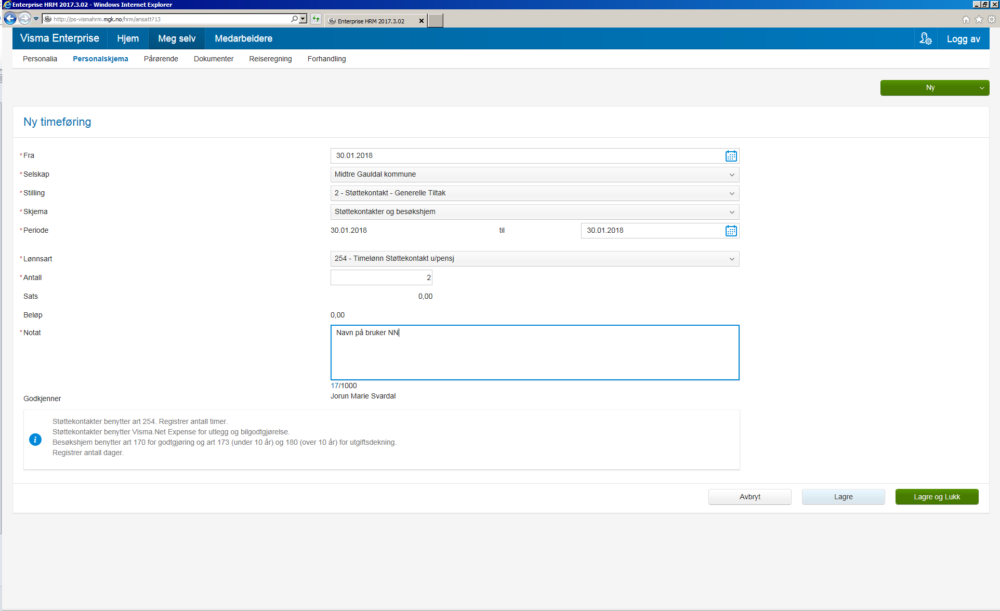 Enterprise HRM 2017.3.02 - Windows Internet Explorer
http://ps-vismahrm.mgk.no/hrm/ansatt?13
Enterprise HRM 2017.3.02
Visma Enterprise Hjem Meg selv Medarbeidere Logg av
Personalia Personalskjema Pårørende Dokumenter Reiseregning Forhandling
Ny
Ny timeføring
*Fra 30.01.2018
*Selskap Midtre Gauldal kommune
*Stilling 2 - Støttekontakt - Generelle Tiltak
*Skjema Støttekontakter og besøkshjem
*Periode 30.01.2018 til 30.01.2018
*Lønnsart 254 - Timelønn Støttekontakt u/pensj
*Antall 2
Sats 0,00
Beløp 0,00
*Notat Navn på bruker NN
17/1000
Godkjenner Jorun Marie Svardal
Støttekontakter benytter art 254. Registrer antall timer.
Støttekontakter benytter Visma.Net Expense for utlegg og bilgodtgjørelse.
Besøkshjem benytter art 170 for godtgjøring og art 173 (under 10 år) og 180 (over 10 år) for utgiftsdekning.
Registrer antall dager.
Avbryt Lagre Lagre og Lukk